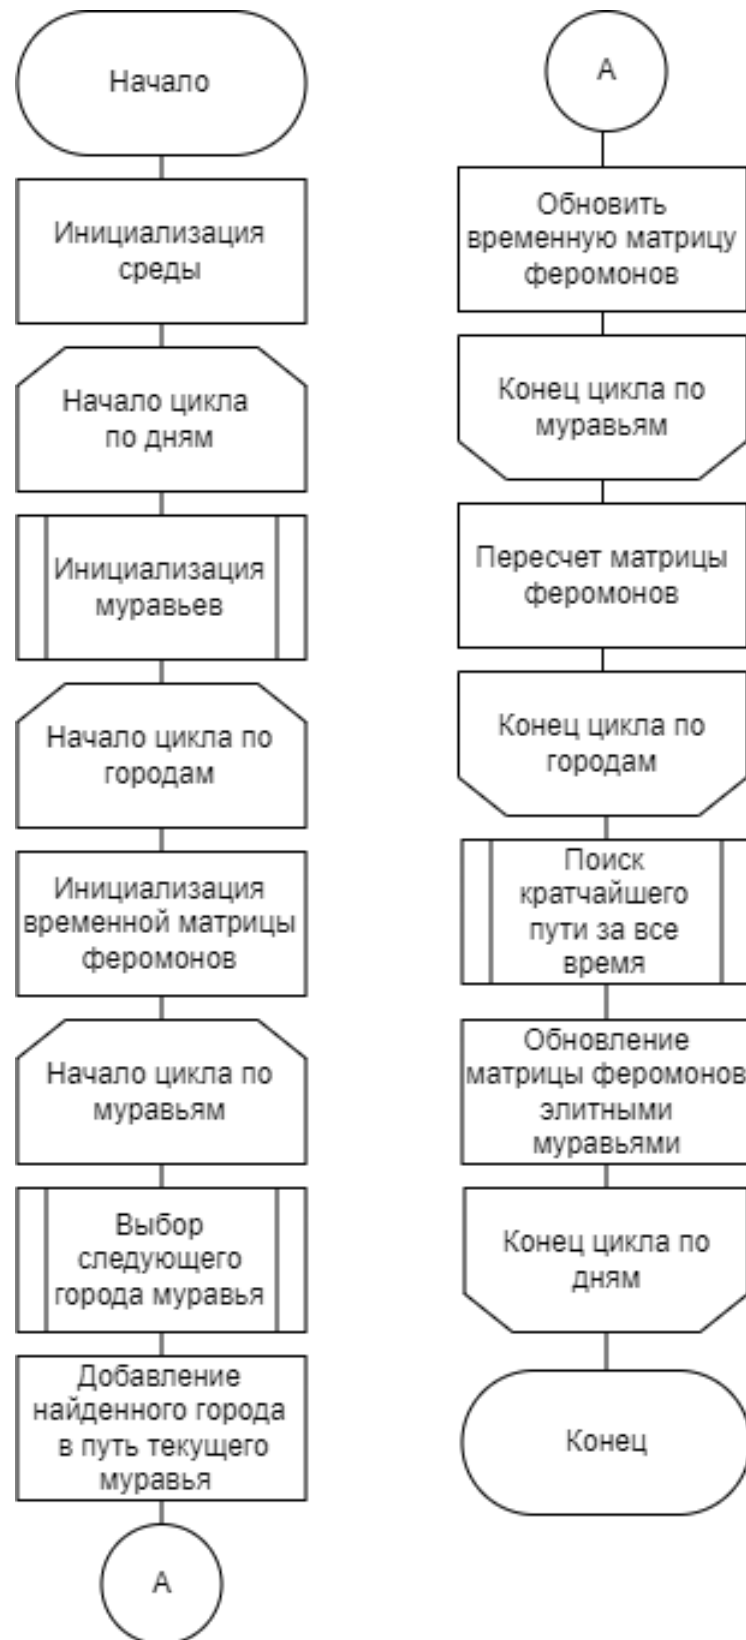 Начало
Инициализация
среды
Начало цикла
по дням
Инициализация
муравьев
Начало цикла по
городам
Инициализация
временной матрицы
феромонов
Начало цикла по
муравьям
Выбор
следующего
города муравья
Добавление
найденного города
в путь текущего
муравья
А
А
Обновить
временную матрицу
феромонов
Конец цикла по
муравьям
Пересчет матрицы
феромонов
Конец цикла по
городам
Поиск
кратчайшего
пути за все
время
Обновление
матрицы феромонов
элитными
муравьями
Конец цикла по
дням
Конец